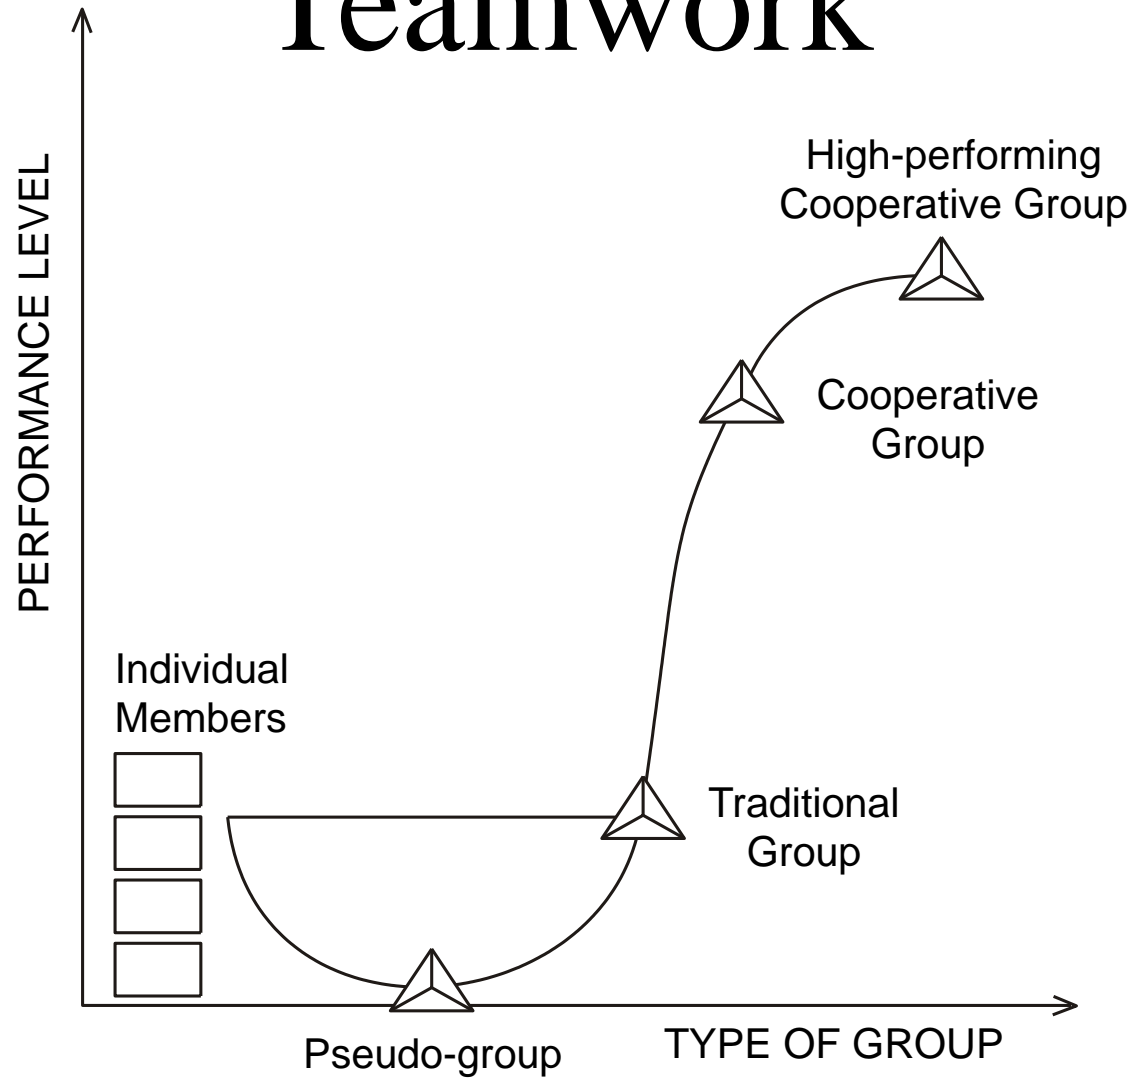 Teamwork
PERFORMANCE LEVEL
High-performing
Cooperative Group
Cooperative
Group
Individual
Members
Traditional
Group
Pseudo-group
TYPE OF GROUP